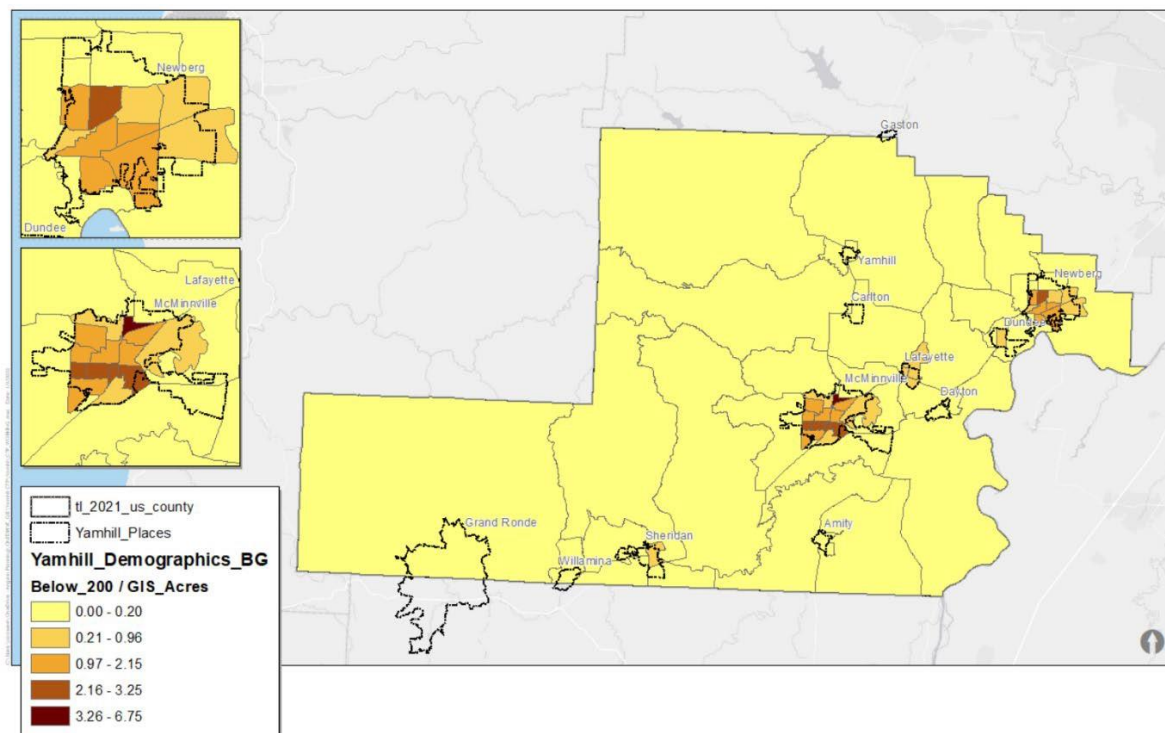 Newberg
Dundee
Lafayette
McMinnville
Gaston
Yamhill
Carlton
Newberg
Dundee
Lafayette
McMinnville
Dayton
Amity
Grand Ronde
Sheridan
Willamina
tl_2021_us_county
Yamhill_Places
Yamhill_Demographics_BG
Below_200 / GIS_Acres
0.00 - 0.20
0.21 - 0.96
0.97 - 2.15
2.16 - 3.25
3.26 - 6.75